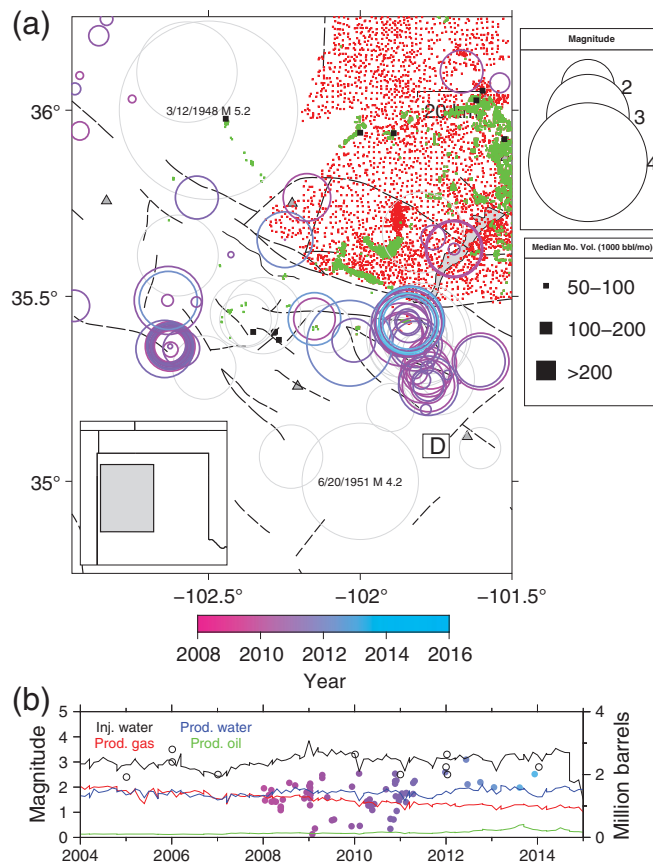 (a)
36°
35.5°
35°
3/12/1948 M 5.2
20 km
6/20/1951 M 4.2
D
−102.5°
−102°
−101.5°
Magnitude
2
3
4
Median Mo. Vol. (1000 bbl/mo)
50–100
100–200
>200
2008 2010 2012 2014 2016
Year
(b)
Inj. water Prod. water
Prod. gas Prod. oil
Magnitude
5
4
3
2
1
0
Million barrels
4
2
0
2004 2006 2008 2010 2012 2014